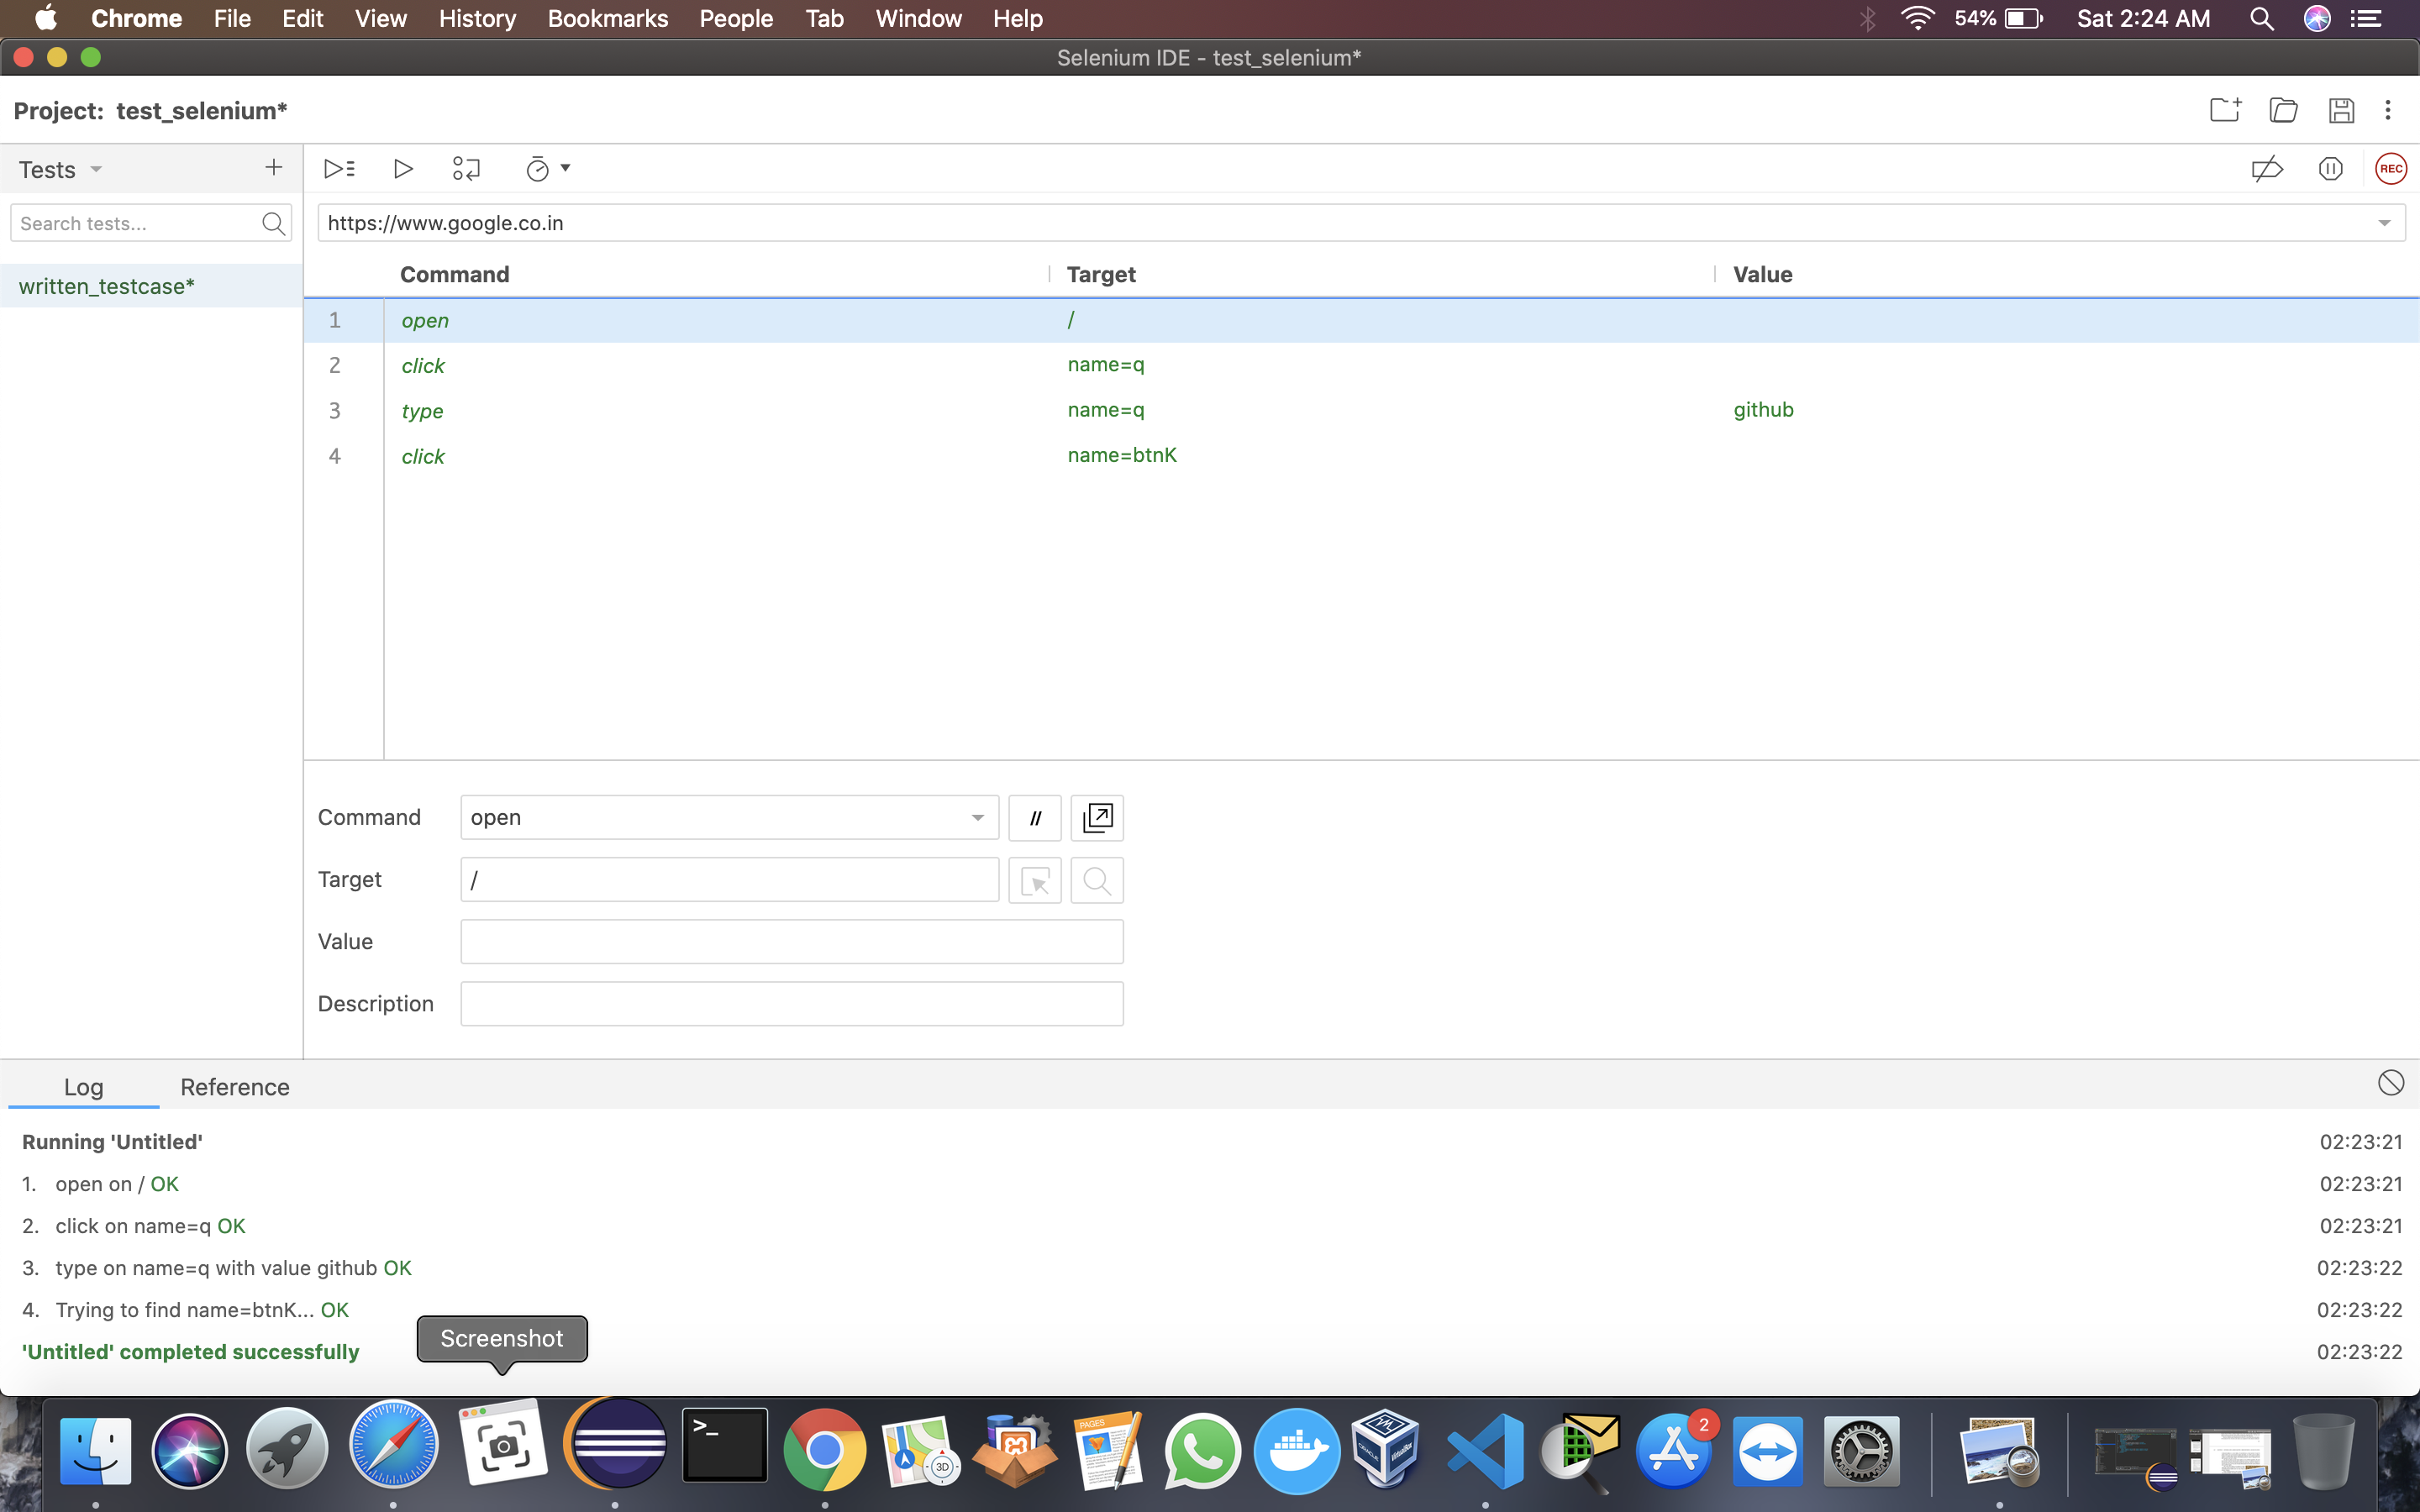 Chrome File Edit View History Bookmarks People Tab Window Help 54% Sat 2:24 AM
Selenium IDE - test_selenium*
Project: test_selenium*
Tests
REC
Search tests...
https://www.google.co.in
written_testcase*
Command Target Value
1 open /
2 click name=q
3 type name=q github
4 click name=btnK
Command open //
Target /
Value
Description
Log Reference
Running 'Untitled' 02:23:21
1. open on / OK 02:23:21
2. click on name=q OK 02:23:21
3. type on name=q with value github OK 02:23:22
4. Trying to find name=btnK... OK 02:23:22
'Untitled' completed successfully 02:23:22
Screenshot
>_
3D
PAGES
2